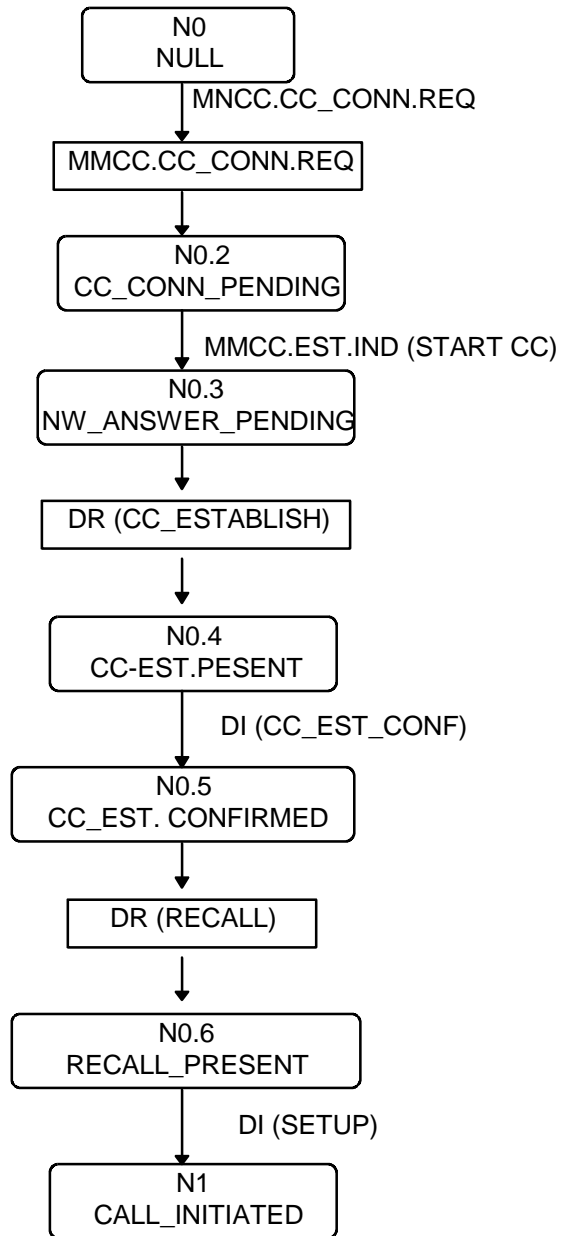 N0
NULL
MNCC.CC_CONN.REQ
MMCC.CC_CONN.REQ
N0.2
CC_CONN_PENDING
MMCC.EST.IND (START CC)
N0.3
NW_ANSWER_PENDING
DR (CC_ESTABLISH)
N0.4
CC-EST.PESENT
DI (CC_EST_CONF)
N0.5
CC_EST. CONFIRMED
DR (RECALL)
N0.6
RECALL_PRESENT
DI (SETUP)
N1
CALL_INITIATED